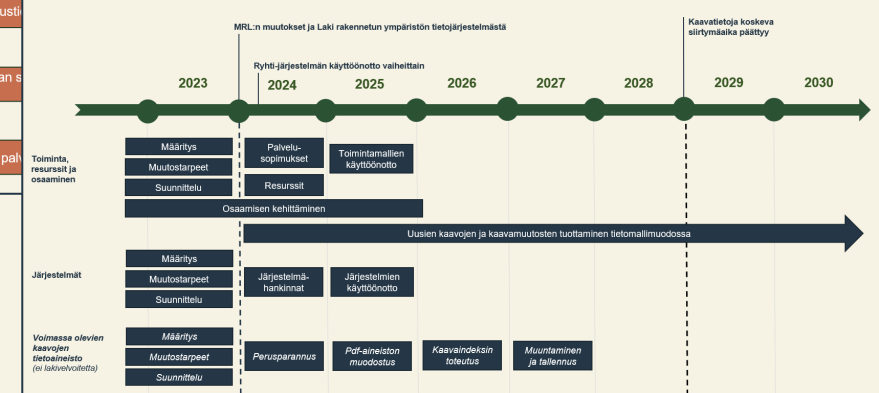 usti
an s
palv
MRL:n muutokset ja Laki rakennetun ympäristön tietojärjestelmästä
Kaavatietoja koskeva
siirtymäaika päättyy
Ryhti-järjestelmän käyttöönotto vaiheittain
2023
2024
2025
2026
2027
2028
2029
2030
Toiminta,
resurssit ja
osaaminen
Määritys
Muutostarpeet
Suunnittelu
Palvelu-
sopimukset
Resurssit
Toimintamallien
käyttöönotto
Osaamisen kehittäminen
Uusien kaavojen ja kaavamuutosten tuottaminen tietomallimuodossa
Järjestelmät
Määritys
Muutostarpeet
Suunnittelu
Järjestelmä-
hankinnat
Järjestelmien
käyttöönotto
Voimassa olevien
kaavojen
tietoaineisto
(ei lakivelvoitetta)
Määritys
Muutostarpeet
Suunnittelu
Perusparannus
Pdf-aineiston
muodostus
Kaavaindeksin
toteutus
Muuntaminen
ja tallennus